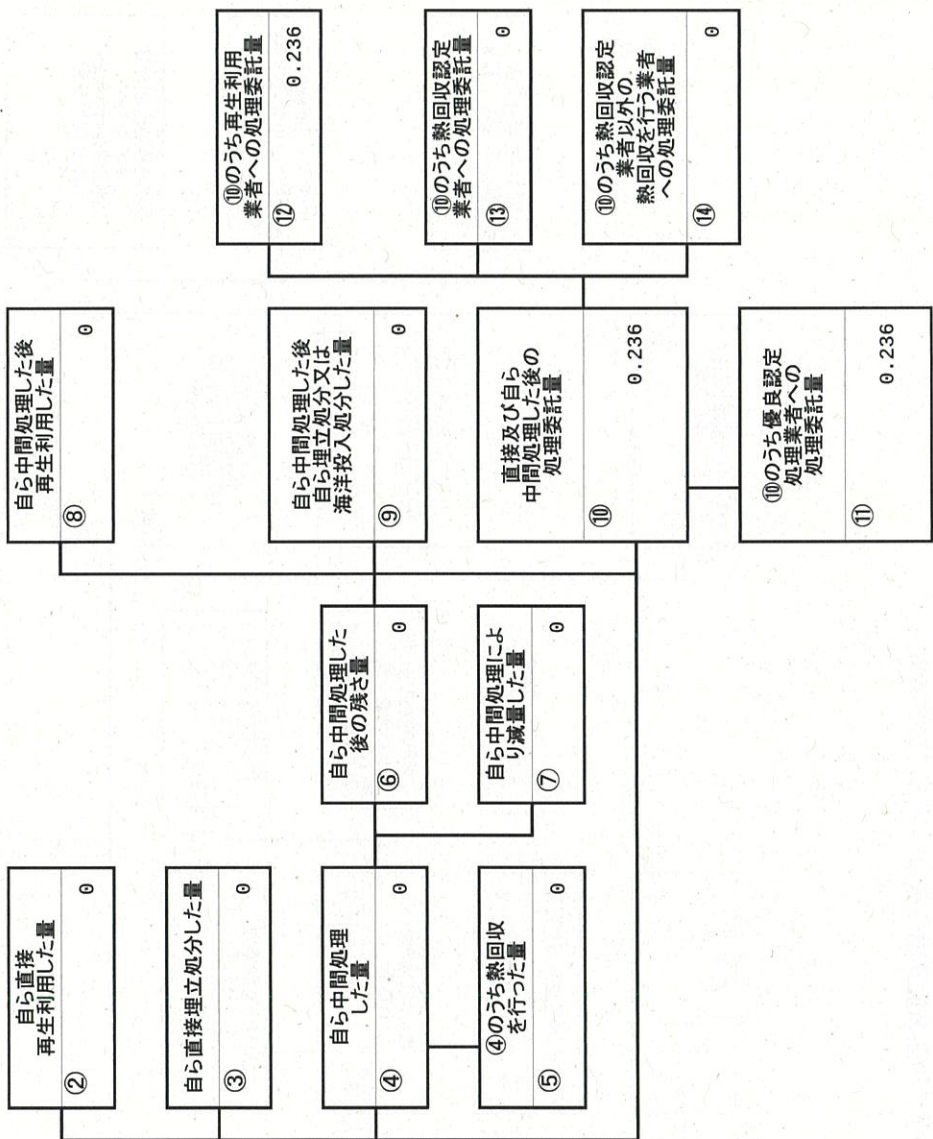 自ら直接
再生利用した量
② 0
自ら直接埋立処分した量
③ 0
自ら中間処理
した量
④ 0
④のうち熱回収
を行った量
⑤ 0
自ら中間処理した
後の残さ量
⑥ 0
自ら中間処理によ
り減量した量
⑦ 0
自ら中間処理した後
再生利用した量
⑧ 0
自ら中間処理した後
自ら埋立処分又は
海洋投入処分した量
⑨ 0
直接及び自ら
中間処理した後の
処理委託量
⑩ 0.236
⑩のうち優良認定
処理業者への
処理委託量
⑪ 0.236
⑩のうち再生利用
業者への処理委託量
⑫ 0.236
⑩のうち熱回収認定
業者への処理委託量
⑬ 0
⑩のうち熱回収認定
業者以外の
熱回収を行う業者
への処理委託量
⑭ 0